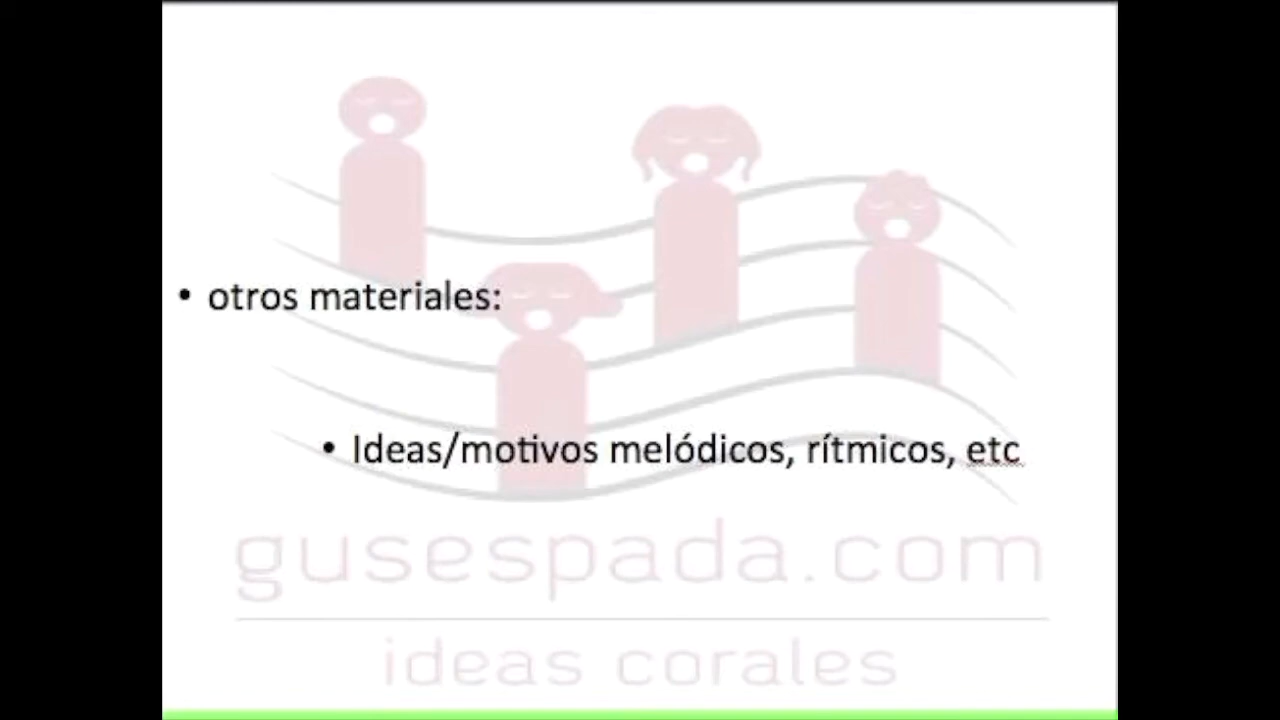 • otros materiales:
• Ideas/motivos melódicos, rítmicos, etc
gusespada.com
ideas corales